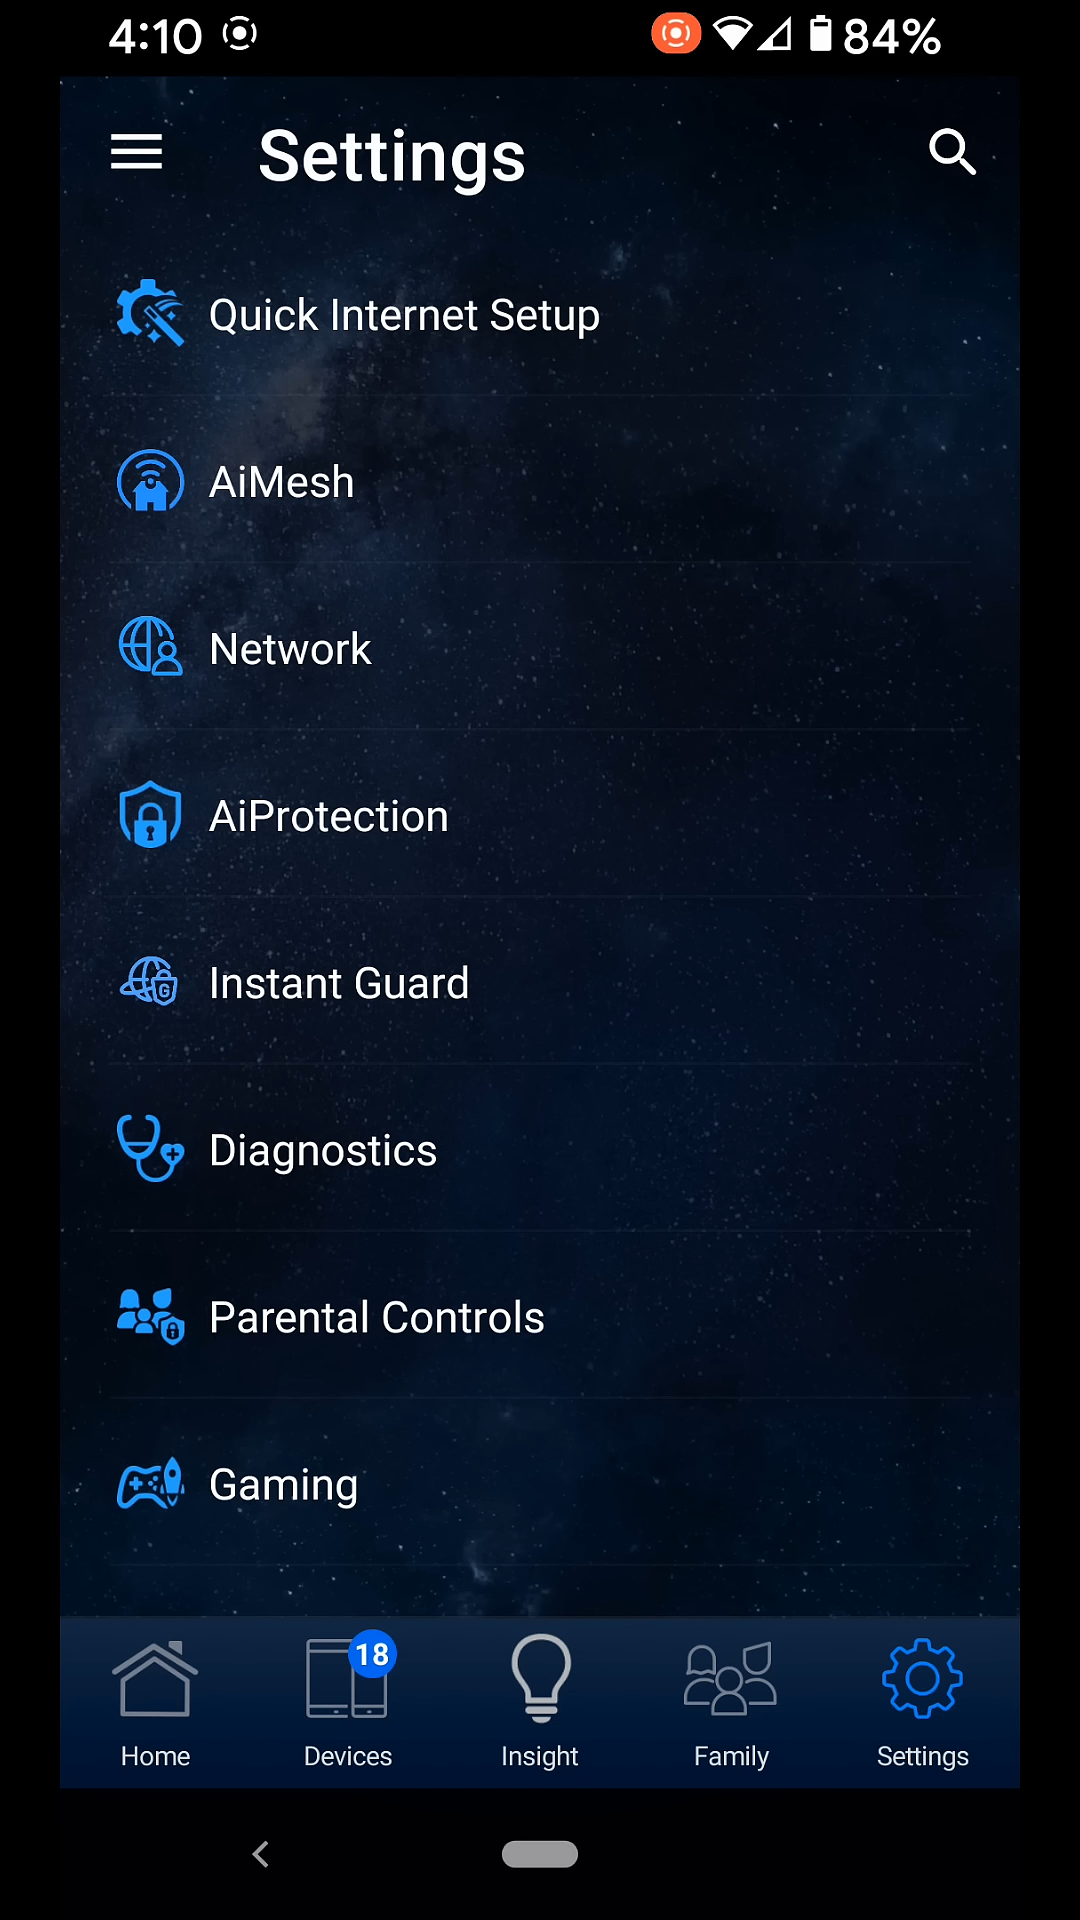 4:10 84%
Settings
Quick Internet Setup
AiMesh
Network
AiProtection
Instant Guard
Diagnostics
Parental Controls
Gaming
18
Home Devices Insight Family Settings